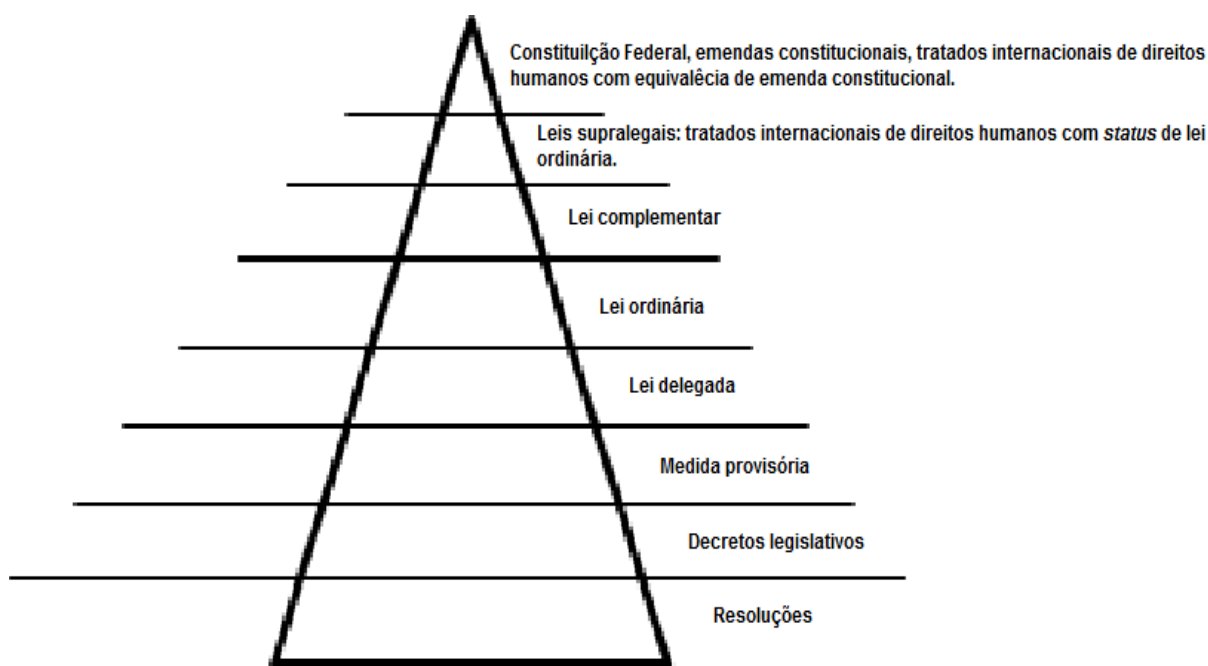 Constituilção Federal, emendas constitucionais, tratados internacionais de direitos
humanos com equivalêcia de emenda constitucional.
Leis supralegais: tratados internacionais de direitos humanos com status de lei
ordinária.
Lei complementar
Lei ordinária
Lei delegada
Medida provisória
Decretos legislativos
Resoluções